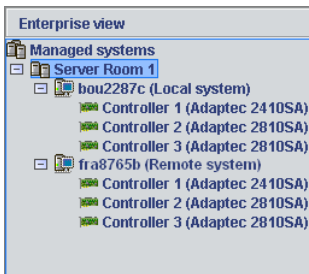 Enterprise view
Managed systems
Server Room 1
bou2287c (Local system)
Controller 1 (Adaptec 2410SA)
Controller 2 (Adaptec 2810SA)
Controller 3 (Adaptec 2810SA)
fra8765b (Remote system)
Controller 1 (Adaptec 2410SA)
Controller 2 (Adaptec 2810SA)
Controller 3 (Adaptec 2810SA)